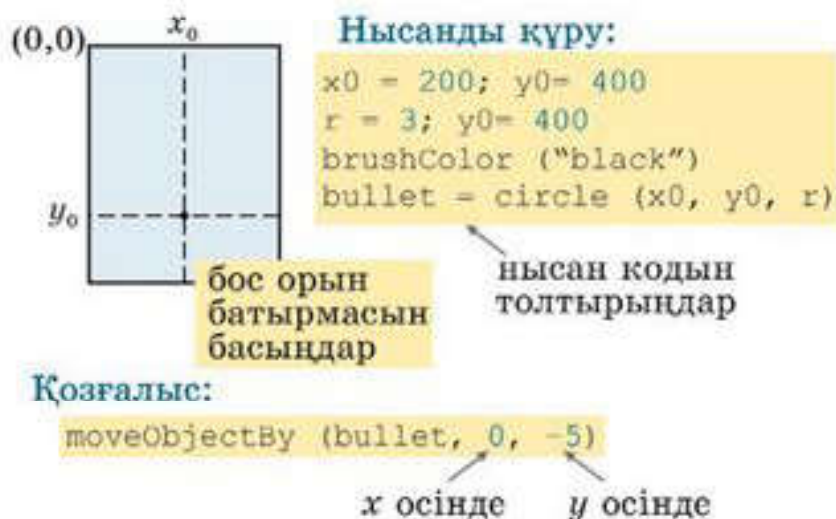 (0,0)
x₀
y₀
Нысанды құру:
x0 = 200; y0= 400
r = 3; y0= 400
brushColor (“black”)
bullet = circle (x0, y0, r)
нысан кодын
толтырыңдар
бос орын
батырмасын
басыңдар
Қозғалыс:
moveObjectBy (bullet, 0, -5)
x осінде
y осінде